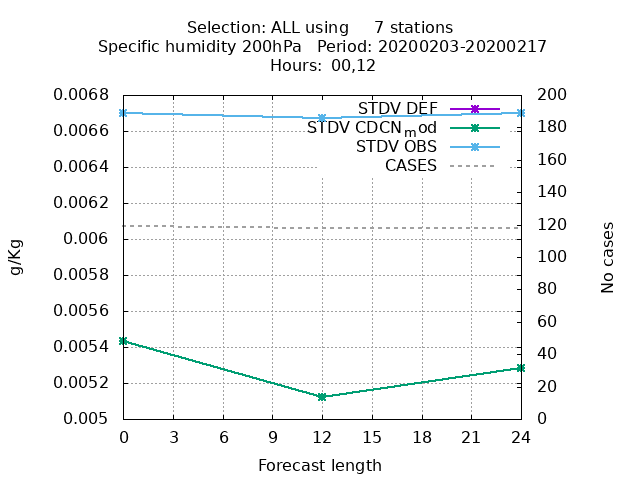 Selection: ALL using     7 stations
Specific humidity 200hPa   Period: 20200203-20200217
Hours:  00,12
0.0068
0.0066
0.0064
0.0062
0.006
0.0058
0.0056
0.0054
0.0052
0.005
g/Kg
STDV DEF
STDV CDCNmod
STDV OBS
CASES
200
180
160
140
120
100
80
60
40
20
0
No cases
0 3 6 9 12 15 18 21 24
Forecast length